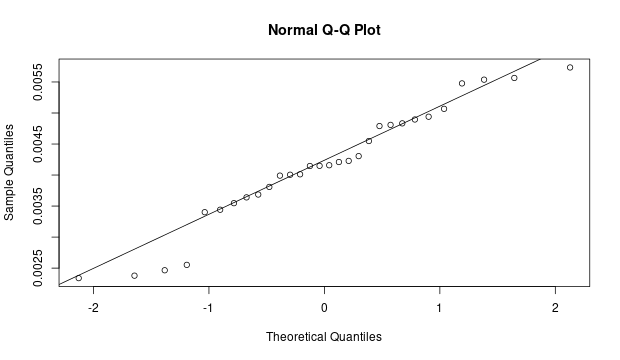 Normal Q-Q Plot
Sample Quantiles
0.0025 0.0035 0.0045 0.0055
-2 -1 0 1 2
Theoretical Quantiles